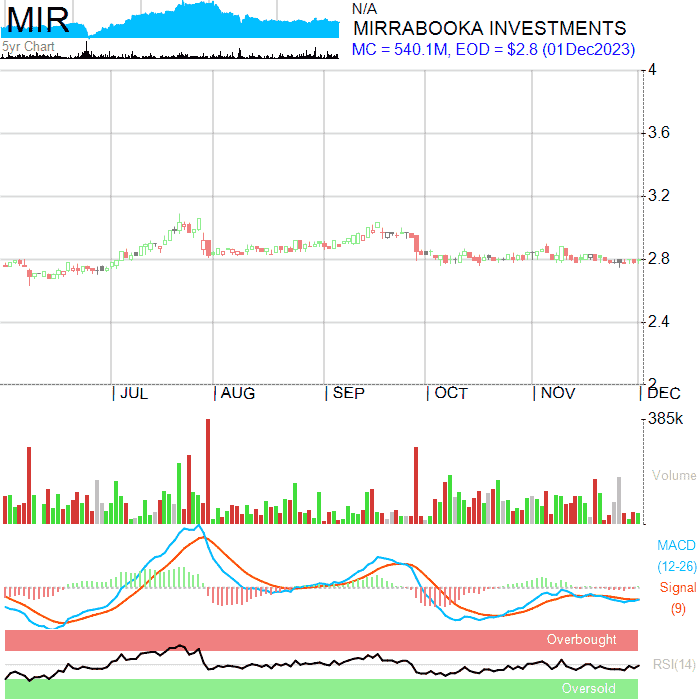 MIR
5yr Chart
N/A
MIRRABOOKA INVESTMENTS
MC = 540.1M, EOD = $2.8 (01Dec2023)
4
3.6
3.2
2.8
2.4
2
JUL AUG SEP OCT NOV DEC
385k
Volume
MACD
(12-26)
Signal
(9)
Overbought
RSI(14)
Oversold